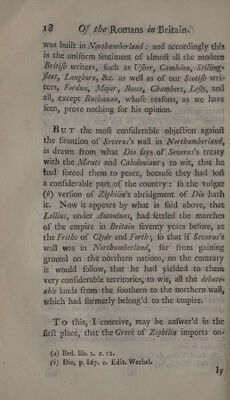 18 Of the Romans in Britain.
was built in Northumberland: and accordingly this
is the uniform sentiment of almost all the modern
British writers, such as Usher, Cambden, Stilling-
fleet, Langhorn, &c. as well as of our Scotish wri-
ters, Fordun, Major, Boece, Chambers, Lesly, and
all, except Buchanan, whose reasons, as we have
seen, prove nothing for his opinion.
BUT the most considerable objection against
the situation of Severus's wall in Northumberland,
is drawn from what Dio says of Severus's treaty
with the Meats and Caledonians; to wit, that he
had forced them to peace, because they had lost
a considerable part of the country: so the vulgar
(b) version of Ziphilin's abridgment of Dio hath
it. Now it appears by what is said above, that
Lollius, under Antoninus, had settled the marches
of the empire in Britain seventy years before, at
the Friths of Clyde and Forth; so that if Severus's
wall was in Northumberland, far from gaining
ground on the northern nations, on the contrary
it would follow, that he had yielded to them
very considerable territories, to wit, all the debate-
able lands from the southern to the northern wall,
which had formerly belong'd to the empire.
To this, I conceive, may be answer'd in the
first place, that the Greek of Ziphilin imports on-
(a) Bed. lib. 1. c. 12.
(b) Dio, p. 867. c. Edit. Wechel.
ly